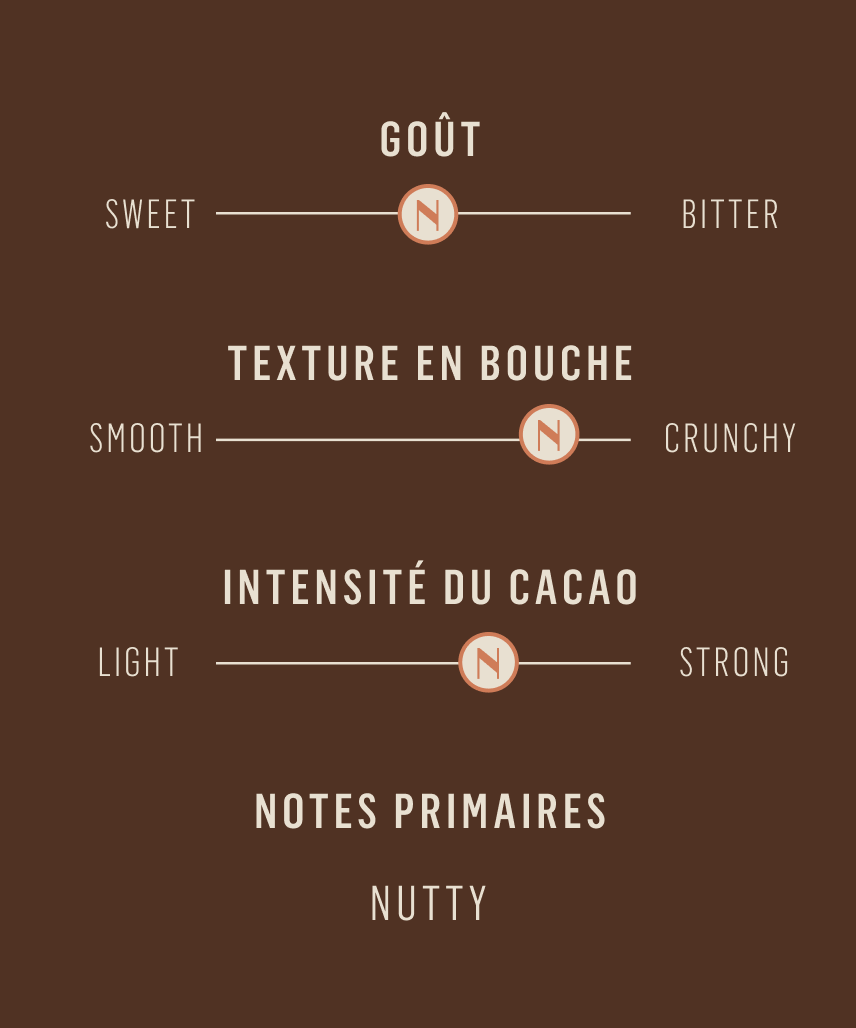 GOÛT
SWEET N BITTER
TEXTURE EN BOUCHE
SMOOTH N CRUNCHY
INTENSITÉ DU CACAO
LIGHT N STRONG
NOTES PRIMAIRES
NUTTY